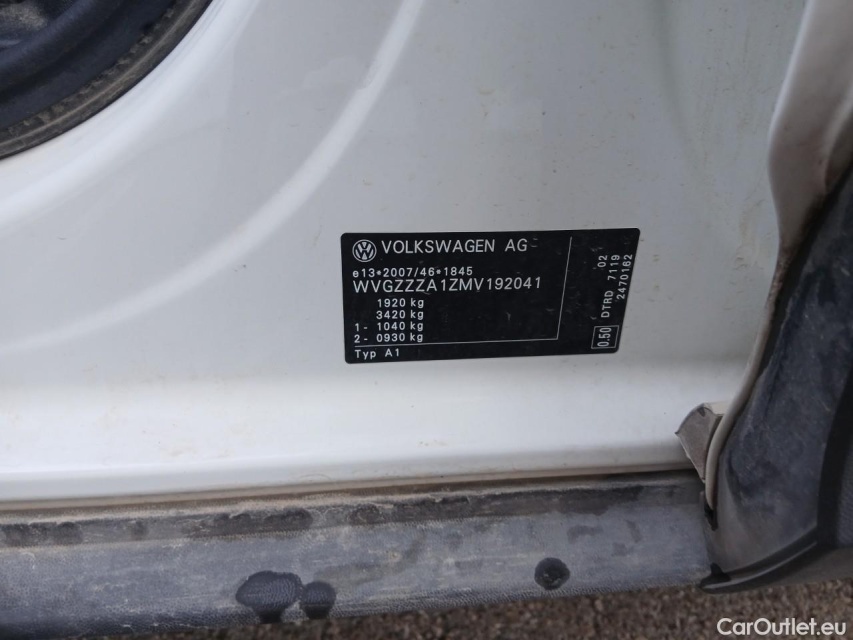 VOLKSWAGEN AG
e13*2007/46*1845
WVGZZZA1ZMV192041
1920 kg
3420 kg
1- 1040 kg
2- 0930 kg
Typ A1
02
DTRD 7119
0.50 2470162
CarOutlet.eu